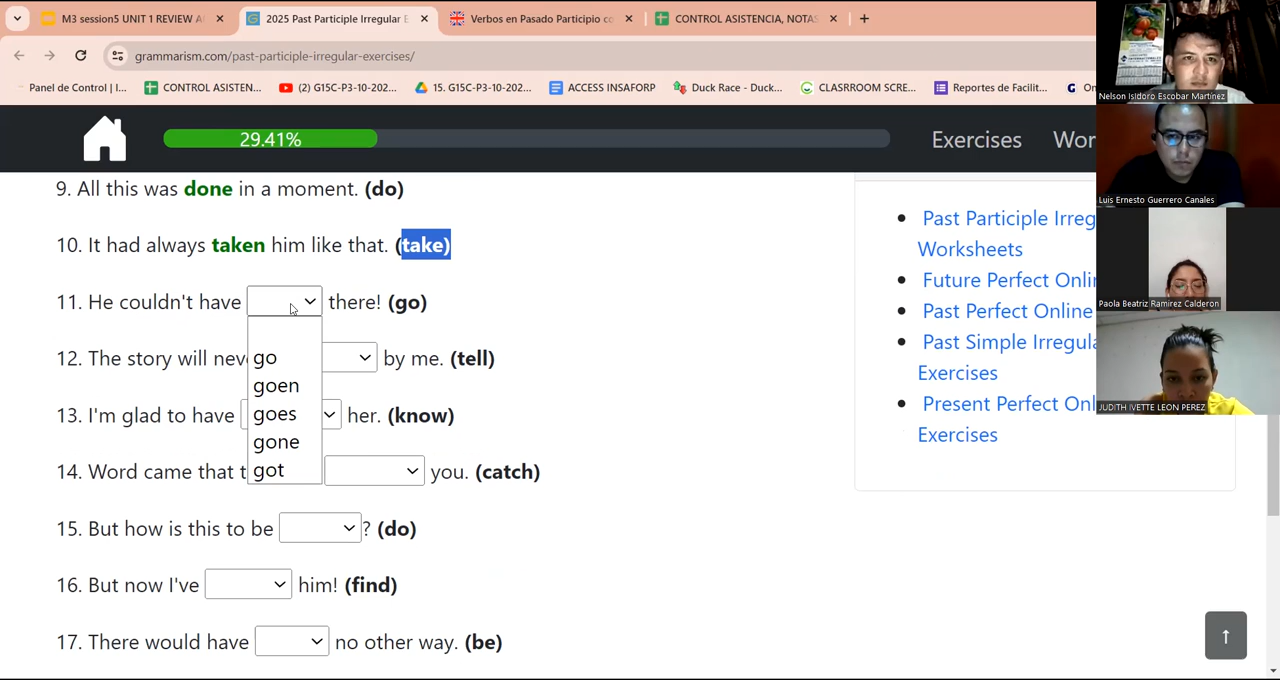 M3 session5 UNIT 1 REVIEW A
2025 Past Participle Irregular E
Verbos en Pasado Participio co
CONTROL ASISTENCIA, NOTAS
grammarism.com/past-participle-irregular-exercises/
Panel de Control | I...
CONTROL ASISTEN...
(2) G15C-P3-10-202...
15. G15C-P3-10-202...
ACCESS INSAFORP
Duck Race - Duck...
CLASRROOM SCRE...
Reportes de Facilit...
On
Nelson Isidoro Escobar Martínez
29.41%
Exercises
Wor
Luis Ernesto Guerrero Canales
9. All this was done in a moment. (do)
10. It had always taken him like that. (take)
11. He couldn't have there! (go)
go
goen
goes
gone
got
12. The story will neve by me. (tell)
13. I'm glad to have her. (know)
14. Word came that t you. (catch)
15. But how is this to be ? (do)
16. But now I've him! (find)
17. There would have no other way. (be)
Past Participle Irreg
Worksheets
Future Perfect Onli
Past Perfect Online
Past Simple Irregula
Exercises
Present Perfect Onl
Exercises
Paola Beatriz Ramirez Calderon
JUDITH IVETTE LEON PEREZ